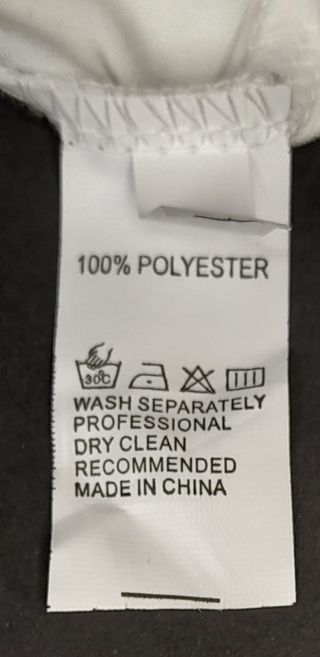 100% POLYESTER
30°C
WASH SEPARATELY
PROFESSIONAL
DRY CLEAN
RECOMMENDED
MADE IN CHINA